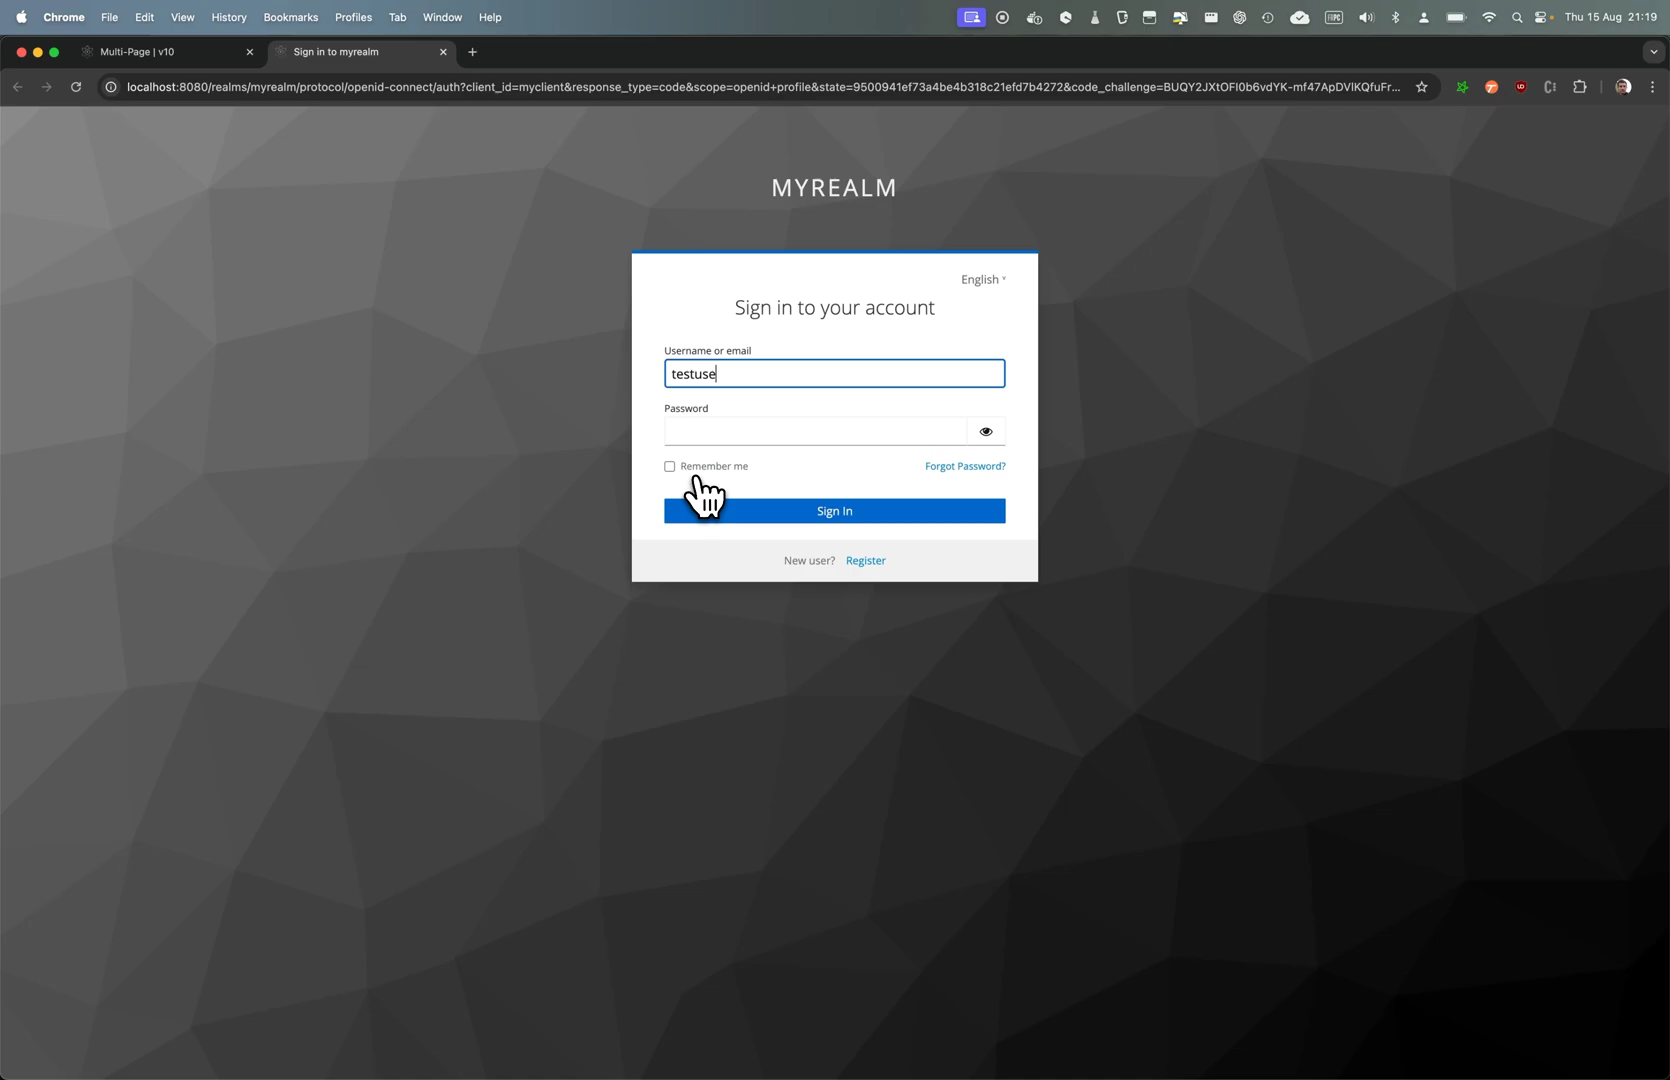 Chrome File Edit View History Bookmarks Profiles Tab Window Help Thu 15 Aug 21:19
Multi-Page | v10 Sign in to myrealm
localhost:8080/realms/myrealm/protocol/openid-connect/auth?client_id=myclient&response_type=code&scope=openid+profile&state=9500941ef73a4be4b318c21efd7b4272&code_challenge=BUQY2JXtOFl0b6vdYK-mf47ApDVlKQfuFr...
MYREALM
English
Sign in to your account
Username or email
testuse
Password
Remember me Forgot Password?
Sign In
New user? Register